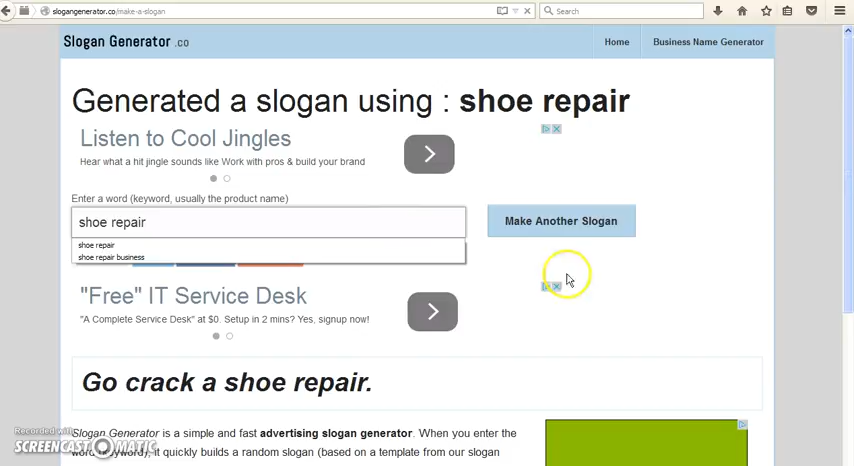 slogangenerator.co/make-a-slogan
Search
Slogan Generator .co
Home
Business Name Generator
Generated a slogan using : shoe repair
Listen to Cool Jingles
Hear what a hit jingle sounds like Work with pros & build your brand
Enter a word (keyword, usually the product name)
shoe repair
Make Another Slogan
shoe repair
shoe repair business
"Free" IT Service Desk
"A Complete Service Desk" at $0. Setup in 2 mins? Yes, signup now!
Go crack a shoe repair.
Slogan Generator is a simple and fast advertising slogan generator. When you enter the
word (keyword), it quickly builds a random slogan (based on a template from our slogan
Recorded with
SCREENCAST-O-MATIC